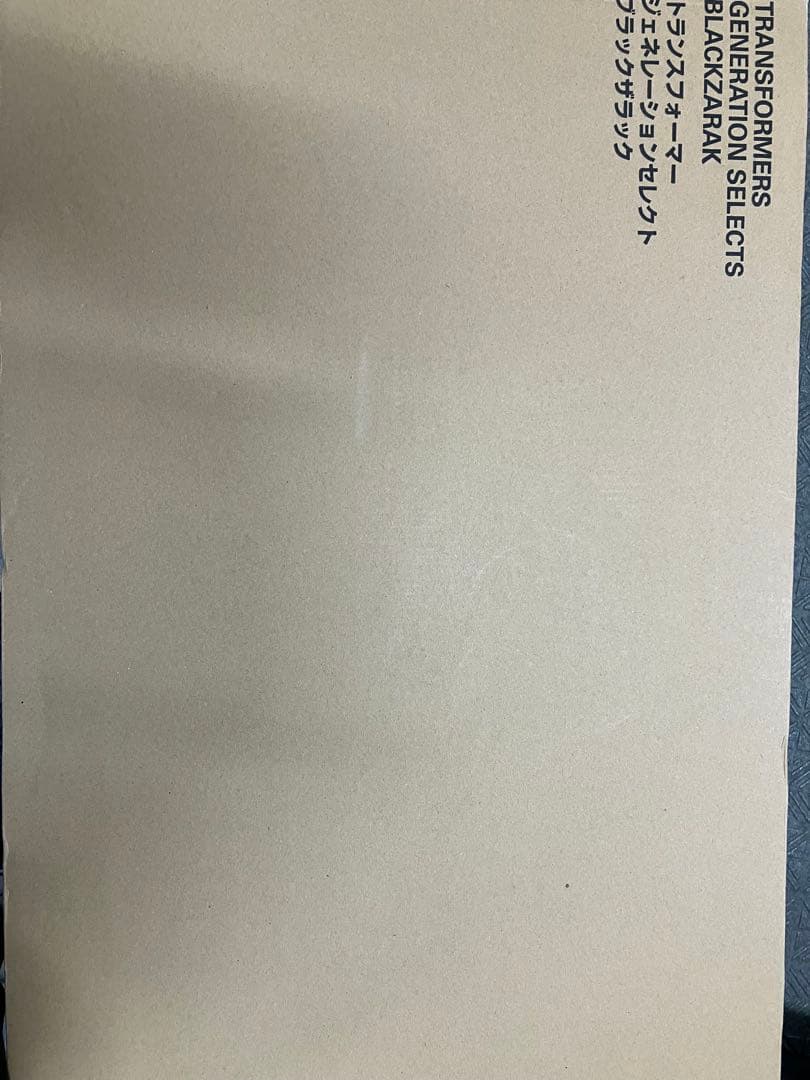 TRANSFORMERS
GENERATION SELECTS
BLACKZARAK
トランスフォーマー
ジェネレーションセレクト
ブラックザラック